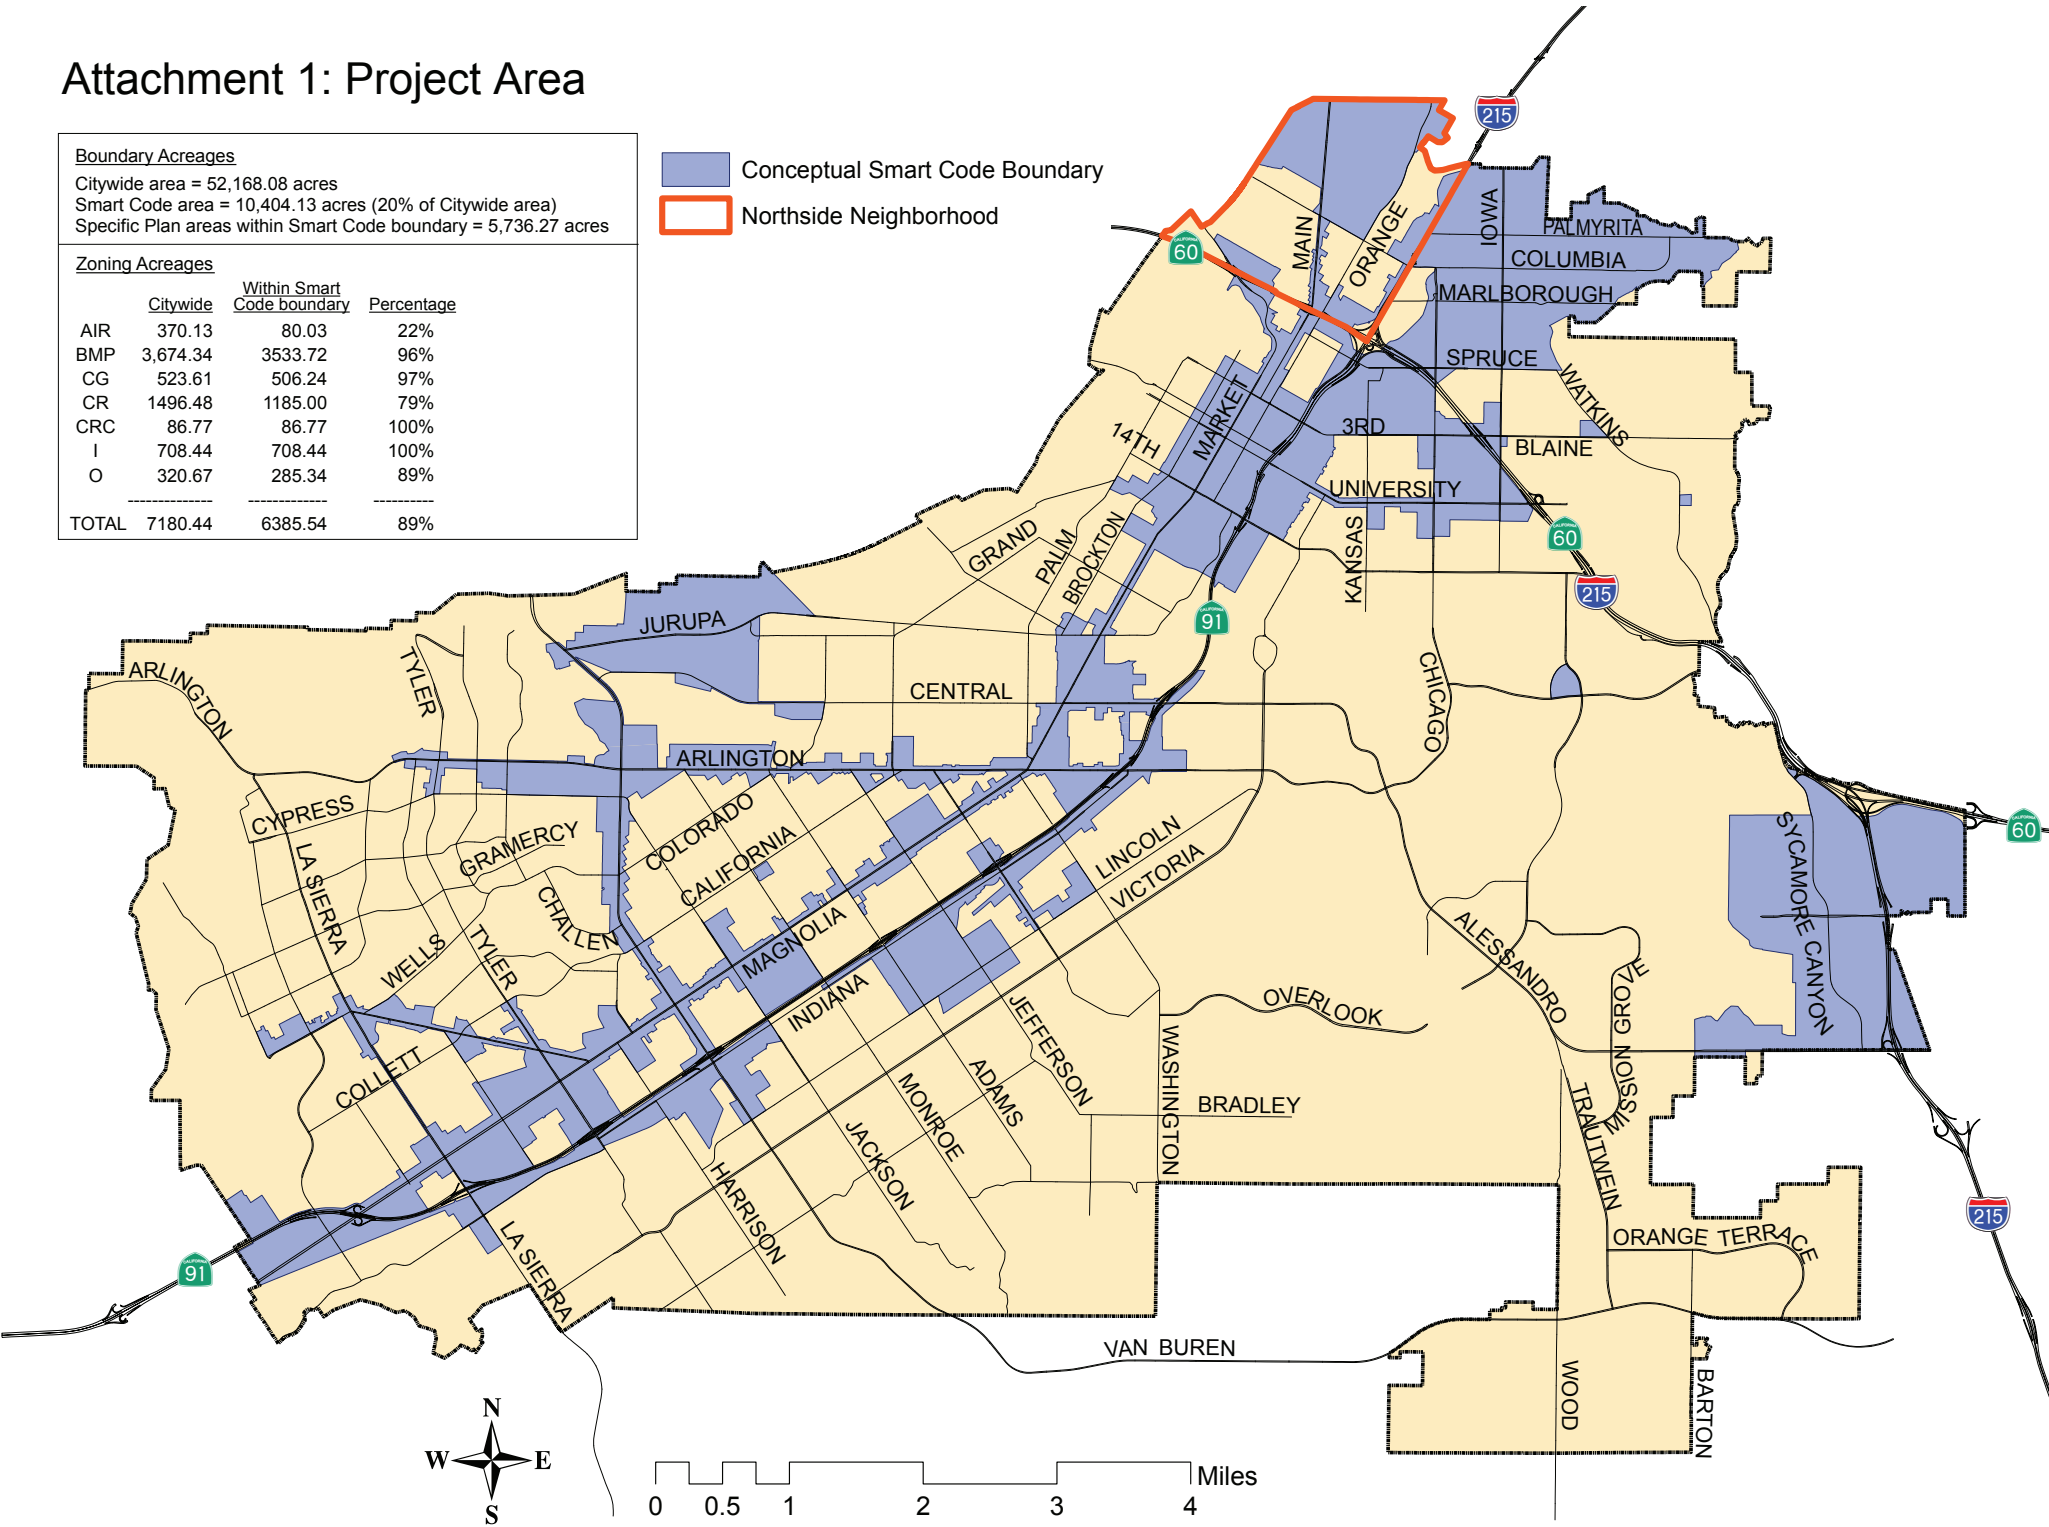 Attachment 1: Project Area
Boundary Acreages
Citywide area = 52,168.08 acres
Smart Code area = 10,404.13 acres (20% of Citywide area)
Specific Plan areas within Smart Code boundary = 5,736.27 acres
Zoning Acreages
Citywide Within Smart Code boundary Percentage
AIR 370.13 80.03 22%
BMP 3,674.34 3533.72 96%
CG 523.61 506.24 97%
CR 1496.48 1185.00 79%
CRC 86.77 86.77 100%
I 708.44 708.44 100%
O 320.67 285.34 89%
--------------- ------------- ----------
TOTAL 7180.44 6385.54 89%
Conceptual Smart Code Boundary
Northside Neighborhood
215
60
MAIN
ORANGE
IOWA
PALMYRITA
COLUMBIA
MARLBOROUGH
SPRUCE
WATKINS
MARKET
3RD
BLAINE
14TH
UNIVERSITY
KANSAS
60
215
GRAND
PALM
BROCKTON
91
JURUPA
ARLINGTON
TYLER
CENTRAL
CHICAGO
ARLINGTON
CYPRESS
COLORADO
CALIFORNIA
GRAMERCY
LA SIERRA
CHALLEN
LINCOLN
VICTORIA
SYCAMORE CANYON
60
WELLS
TYLER
MAGNOLIA
INDIANA
ALESSANDRO
MISSION GROVE
OVERLOOK
JEFFERSON
WASHINGTON
COLLETT
ADAMS
MONROE
BRADLEY
TRAUTWEIN
JACKSON
HARRISON
LA SIERRA
ORANGE TERRACE
215
91
VAN BUREN
WOOD
BARTON
N
W E
S
0 0.5 1 2 3 4 Miles